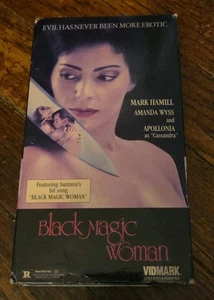 EVIL HAS NEVER BEEN MORE EROTIC
MARK HAMILL
AMANDA WYSS
and
APOLLONIA
as "Cassandra"
Featuring Santana's
hit song
"BLACK MAGIC WOMAN"
Black Magic
Woman
R
VIDMARK
ENTERTAINMENT